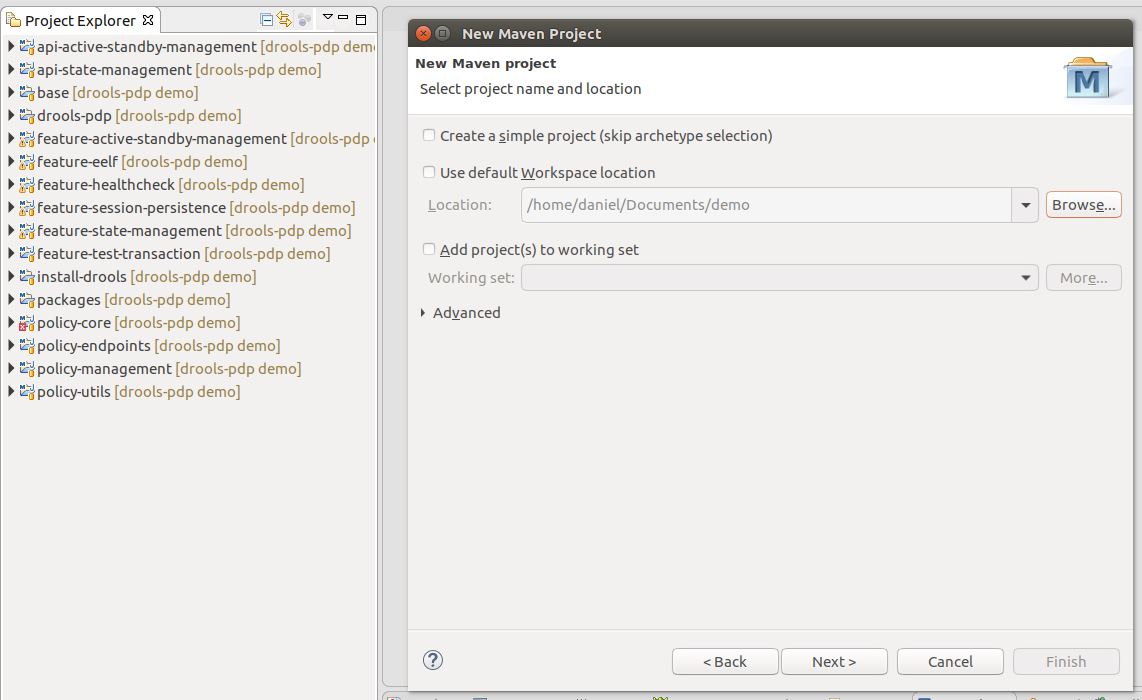 Project Explorer
api-active-standby-management [drools-pdp dem
api-state-management [drools-pdp demo]
base [drools-pdp demo]
drools-pdp [drools-pdp demo]
feature-active-standby-management [drools-pdp
feature-eelf [drools-pdp demo]
feature-healthcheck [drools-pdp demo]
feature-session-persistence [drools-pdp demo]
feature-state-management [drools-pdp demo]
feature-test-transaction [drools-pdp demo]
install-drools [drools-pdp demo]
packages [drools-pdp demo]
policy-core [drools-pdp demo]
policy-endpoints [drools-pdp demo]
policy-management [drools-pdp demo]
policy-utils [drools-pdp demo]
New Maven Project
New Maven project
Select project name and location
M
Create a simple project (skip archetype selection)
Use default Workspace location
Location: /home/daniel/Documents/demo Browse...
Add project(s) to working set
Working set: More...
Advanced
? < Back Next > Cancel Finish